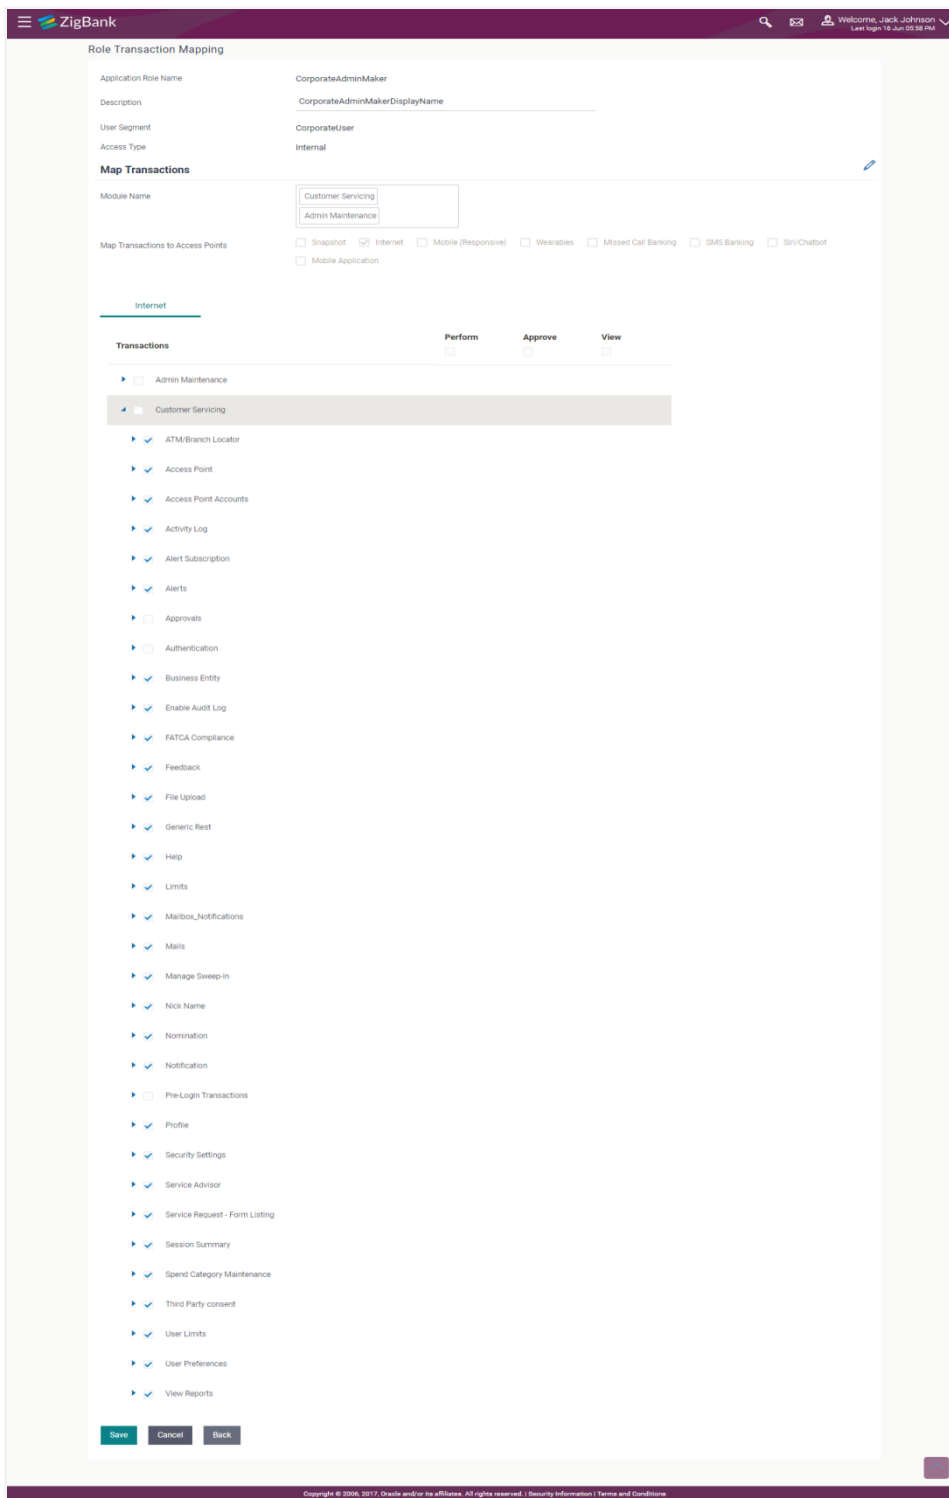 ZigBank
Welcome, Jack Johnson
Last login 16 Jun 05:58 PM
Role Transaction Mapping
Application Role Name CorporateAdminMaker
Description CorporateAdminMakerDisplayName
User Segment CorporateUser
Access Type Internal
Map Transactions
Module Name Customer Servicing
Admin Maintenance
Map Transactions to Access Points Snapshot Internet Mobile (Responsive) Wearables Missed Call Banking SMS Banking Siri/Chatbot
Mobile Application
Internet
Transactions Perform Approve View
Admin Maintenance
Customer Servicing
ATM/Branch Locator
Access Point
Access Point Accounts
Activity Log
Alert Subscription
Alerts
Approvals
Authentication
Business Entity
Enable Audit Log
FATCA Compliance
Feedback
File Upload
Generic Rest
Help
Limits
Mailbox_Notifications
Mails
Manage Sweep-in
Nick Name
Nomination
Notification
Pre-Login Transactions
Profile
Security Settings
Service Advisor
Service Request - Form Listing
Session Summary
Spend Category Maintenance
Third Party consent
User Limits
User Preferences
View Reports
Save Cancel Back
Copyright © 2006, 2017, Oracle and/or its affiliates. All rights reserved. | Security Information | Terms and Conditions